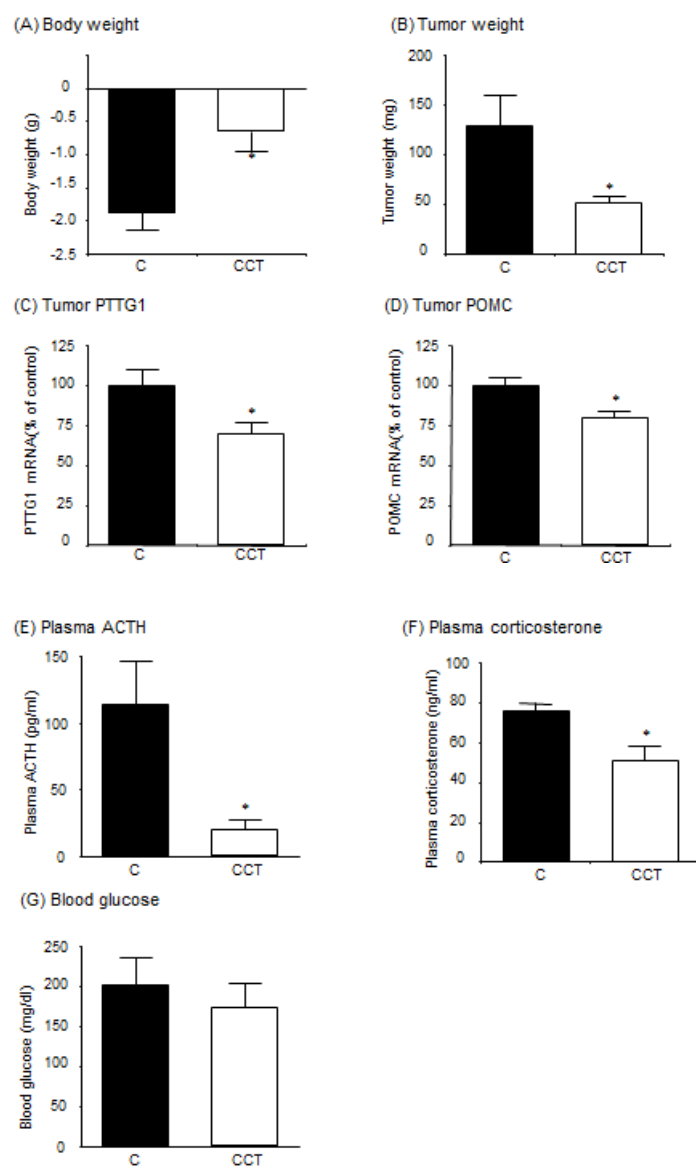 (A) Body weight
Body weight (g)
0
-0.5
-1.0
-1.5
-2.0
-2.5
*
C
CCT
(B) Tumor weight
Tumor weight (mg)
200
150
100
50
0
*
C
CCT
(C) Tumor PTTG1
PTTG1 mRNA(% of control)
125
100
75
50
25
0
*
C
CCT
(D) Tumor POMC
POMC mRNA(% of control)
125
100
75
50
25
0
*
C
CCT
(E) Plasma ACTH
Plasma ACTH (pg/ml)
150
100
50
0
*
C
CCT
(F) Plasma corticosterone
Plasma corticosterone (ng/ml)
100
80
60
40
20
0
*
C
CCT
(G) Blood glucose
Blood glucose (mg/dl)
250
200
150
100
50
0
C
CCT